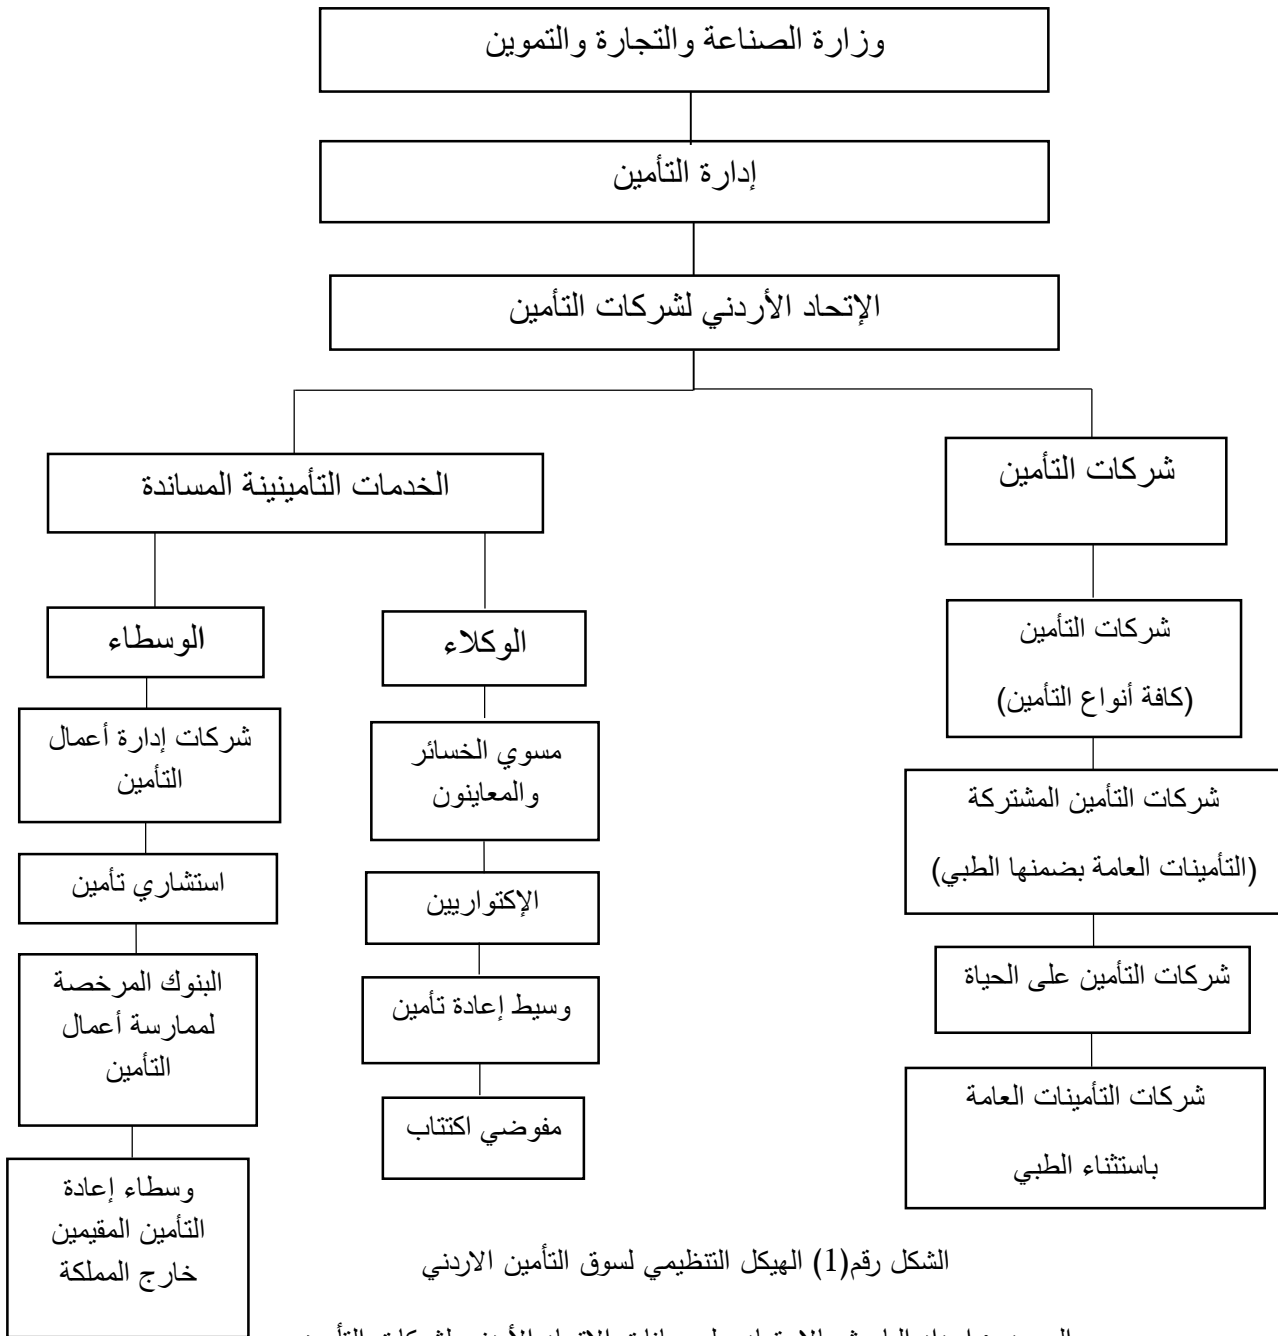 وزارة الصناعة والتجارة والتموين
إدارة التأمين
الإتحاد الأردني لشركات التأمين
شركات التأمين
شركات التأمين
(كافة أنواع التأمين)
شركات التأمين المشتركة
(التأمينات العامة بضمنها الطبي)
شركات التأمين على الحياة
شركات التأمينات العامة
باستثناء الطبي
الخدمات التأمينينة المساندة
الوكلاء
مسوي الخسائر
والمعاينون
الإكتواريين
وسيط إعادة تأمين
مفوضي اكتتاب
الوسطاء
شركات إدارة أعمال
التأمين
استشاري تأمين
البنوك المرخصة
لممارسة أعمال
التأمين
وسطاء إعادة
التأمين المقيمين
خارج المملكة
الشكل رقم(1) الهيكل التنظيمي لسوق التأمين الاردني